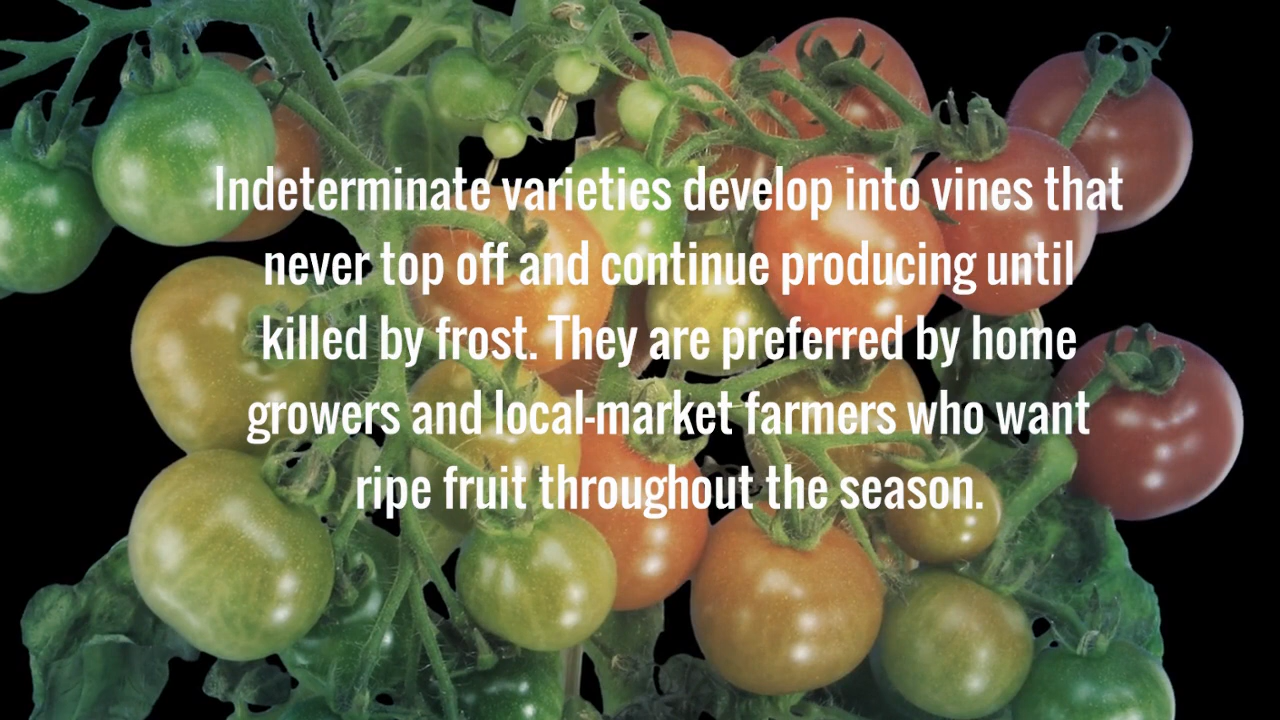 Indeterminate varieties develop into vines that
never top off and continue producing until
killed by frost. They are preferred by home
growers and local-market farmers who want
ripe fruit throughout the season.